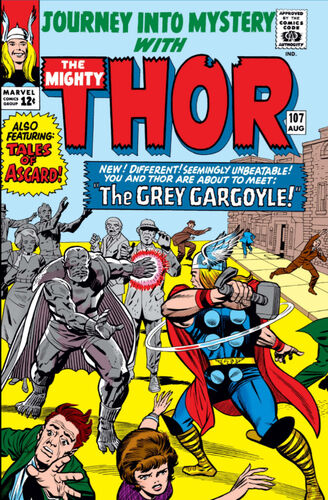 JOURNEY INTO MYSTERY
WITH
THE
MIGHTY
THOR
APPROVED
BY THE
COMICS
CODE
AUTHORITY
IND.
MARVEL
COMICS
GROUP
12¢
107
AUG
ALSO
FEATURING:
TALES
OF
ASGARD!
NEW! DIFFERENT! SEEMINGLY UNBEATABLE!
YOU AND THOR ARE ABOUT TO MEET:
"THE GREY GARGOYLE!"